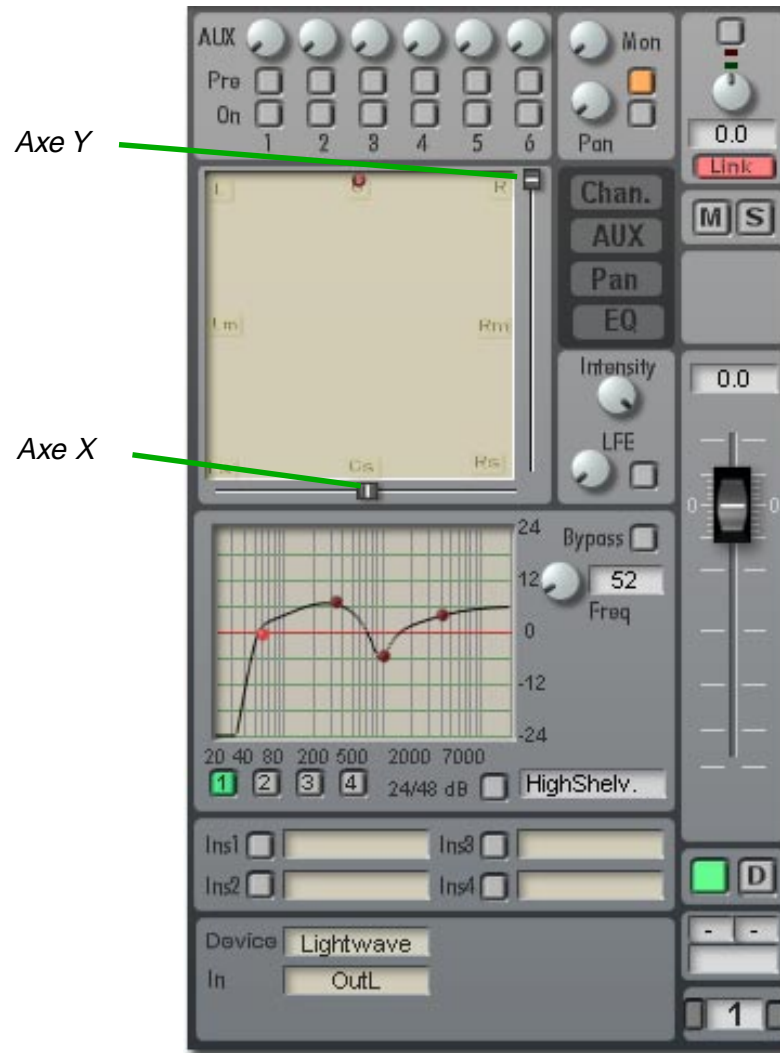 AUX
Mon
Pre
On
1 2 3 4 5 6
Pan
0.0
Link
Axe Y
L
R
Chan.
M S
AUX
Pan
EQ
Lm
Rm
Intensity
0.0
LFE
Axe X
Cs
Rs
24
12
0
-12
-24
Bypass
52
Freq
0 0
20 40 80 200 500 2000 7000
1 2 3 4
24/48 dB
HighShelv.
Ins1
Ins3
Ins2
Ins4
D
Device
Lightwave
In
OutL
- -
1